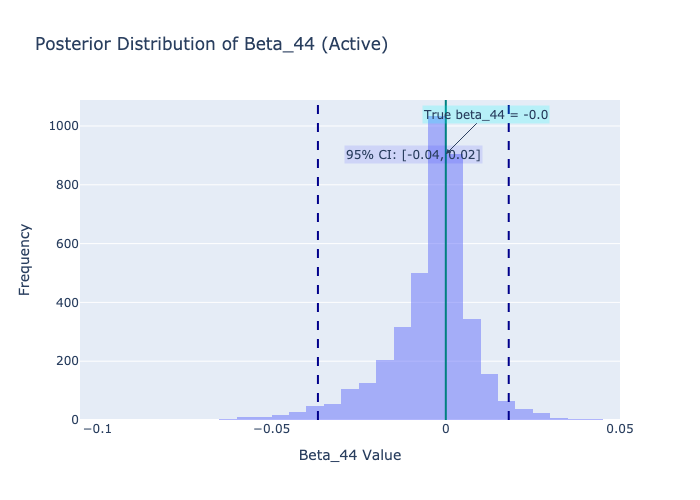 Posterior Distribution of Beta_44 (Active)
True beta_44 = -0.0
95% CI: [-0.04, 0.02]
1000
800
600
400
200
0
Frequency
−0.1
−0.05
0
0.05
Beta_44 Value